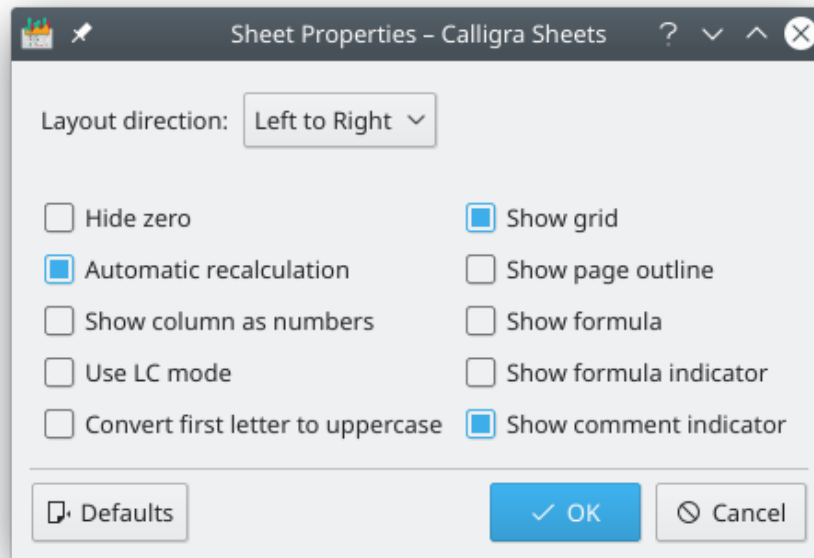 Sheet Properties – Calligra Sheets
Layout direction: Left to Right
Hide zero
Show grid
Automatic recalculation
Show page outline
Show column as numbers
Show formula
Use LC mode
Show formula indicator
Convert first letter to uppercase
Show comment indicator
Defaults
OK
Cancel